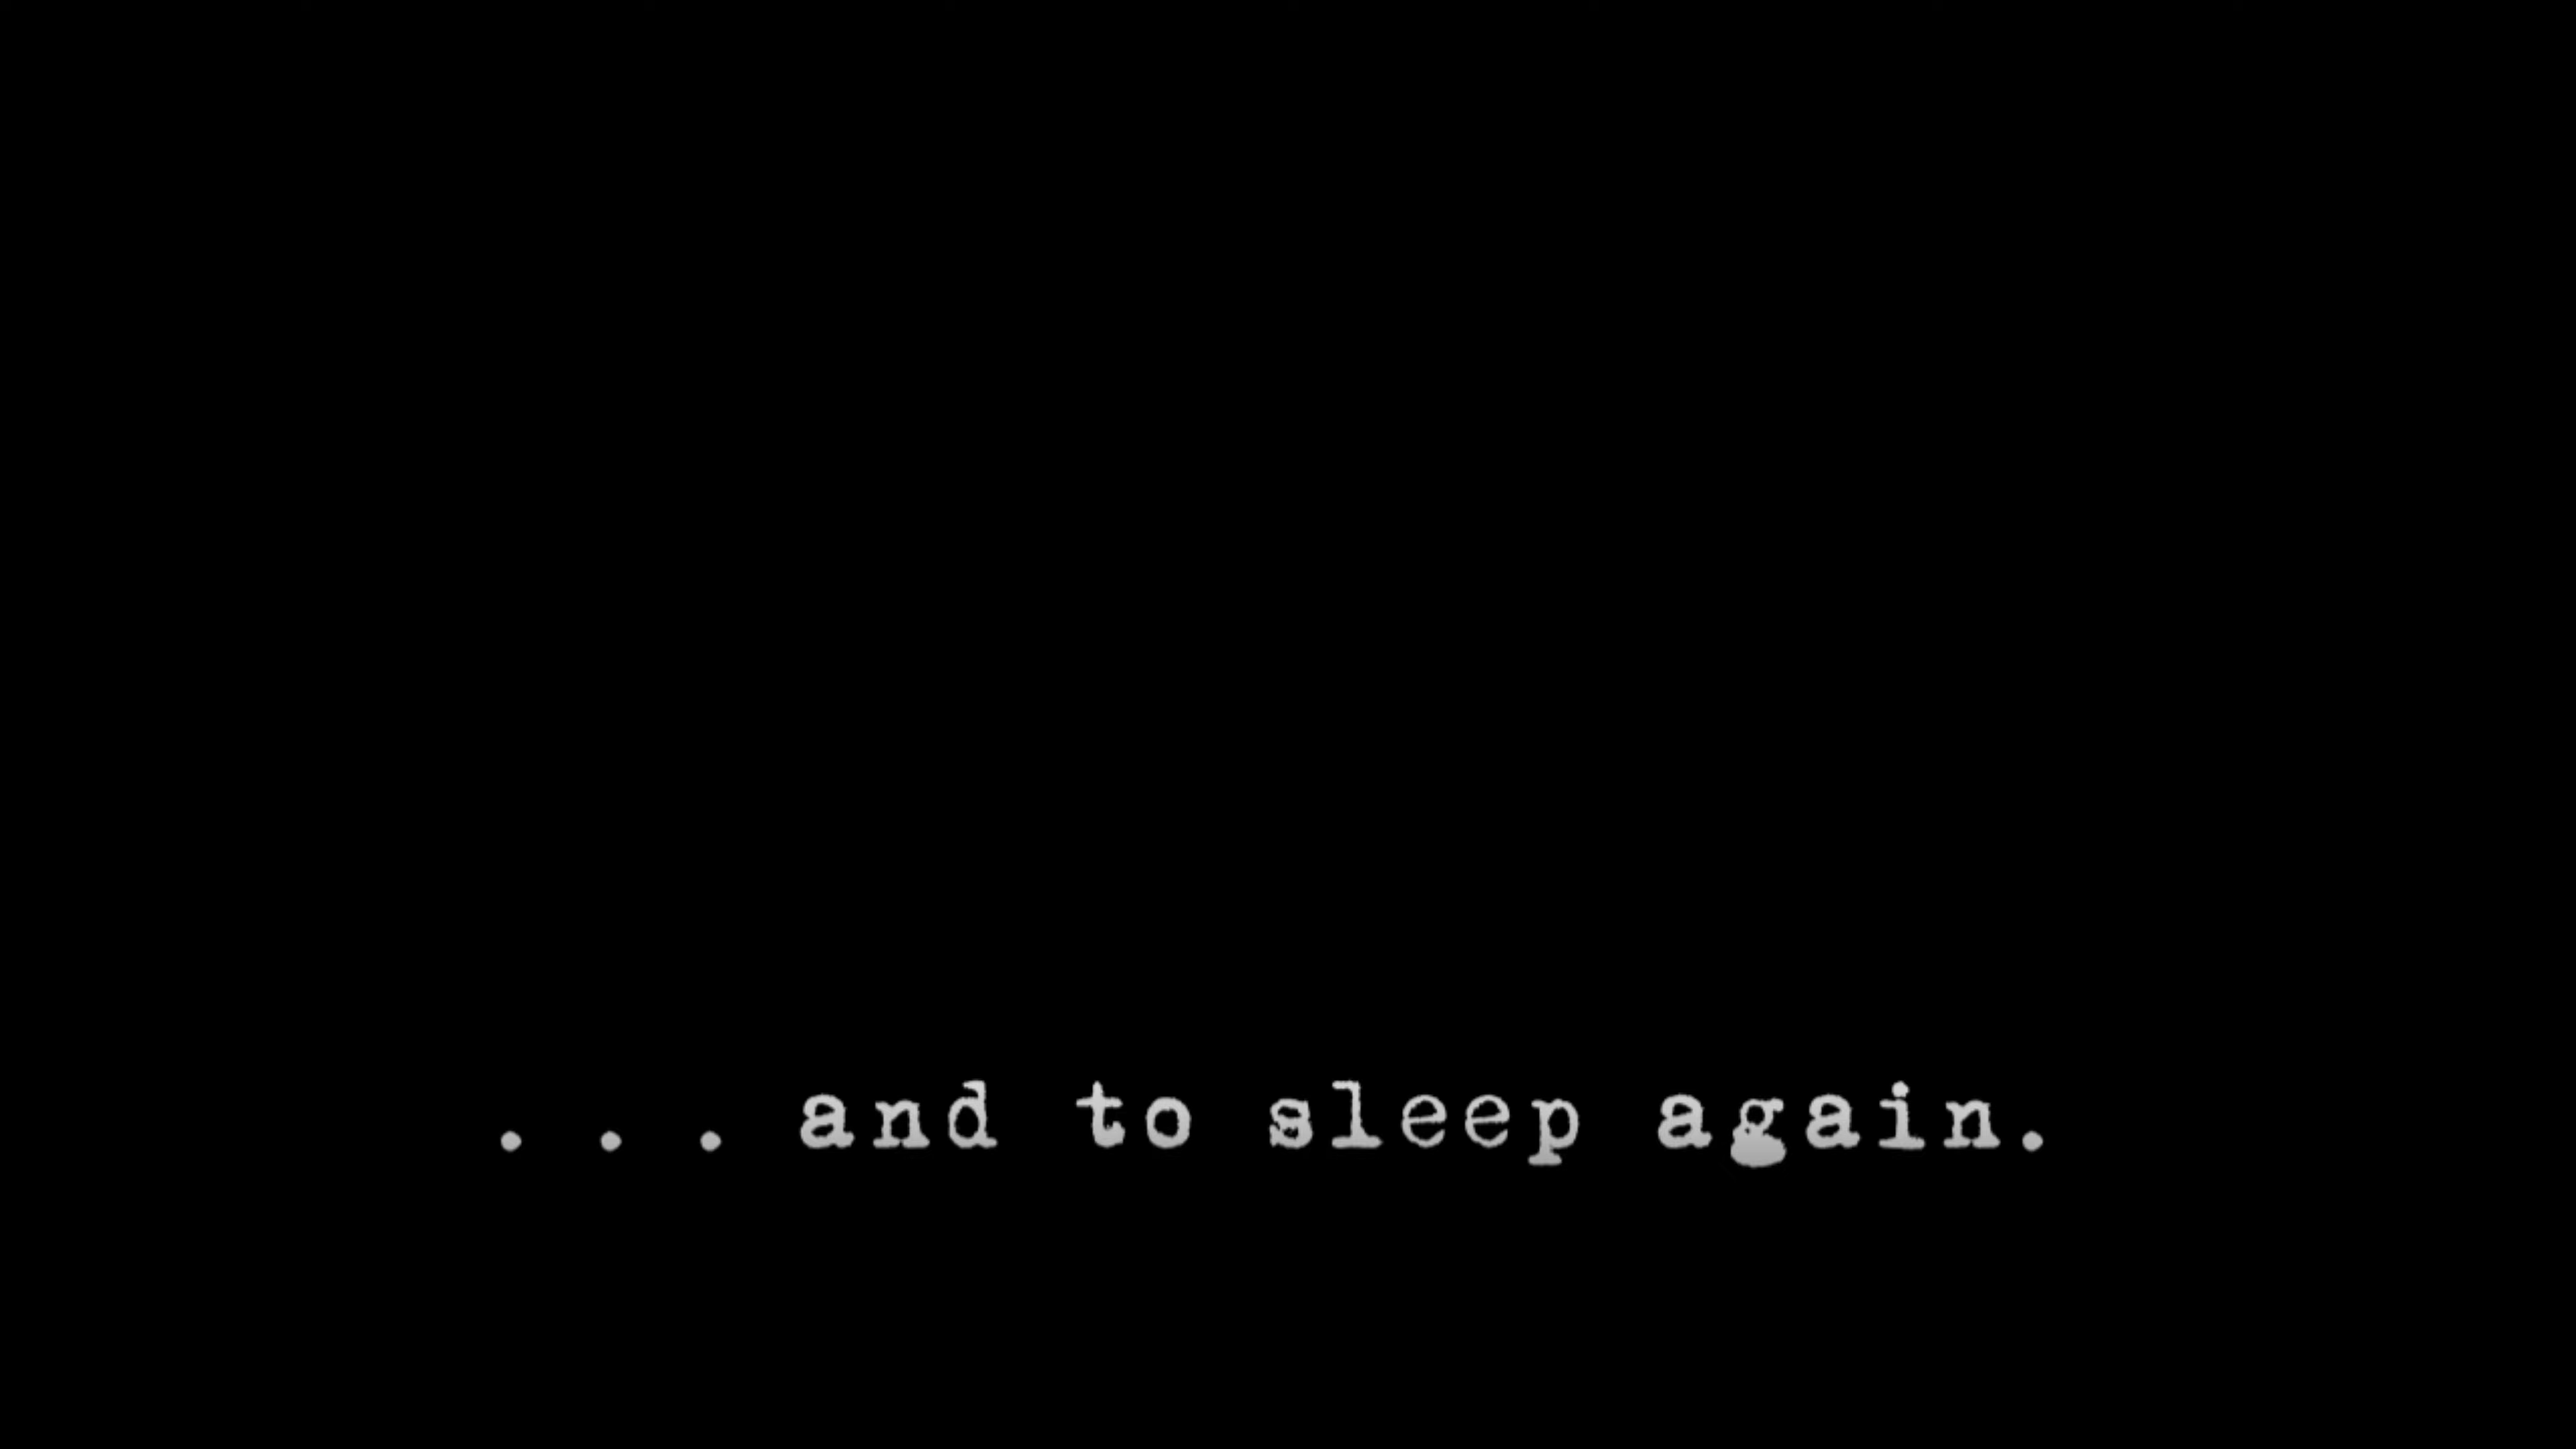 . . . and to sleep again.